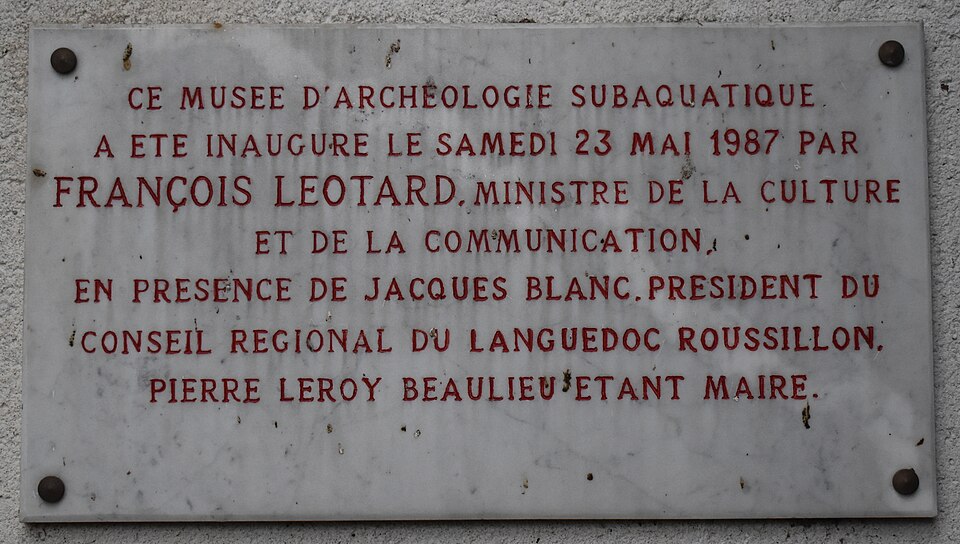 CE MUSEE D'ARCHEOLOGIE SUBAQUATIQUE
A ETE INAUGURE LE SAMEDI 23 MAI 1987 PAR
FRANÇOIS LEOTARD, MINISTRE DE LA CULTURE
ET DE LA COMMUNICATION,
EN PRESENCE DE JACQUES BLANC, PRESIDENT DU
CONSEIL REGIONAL DU LANGUEDOC ROUSSILLON,
PIERRE LEROY BEAULIEU ETANT MAIRE.